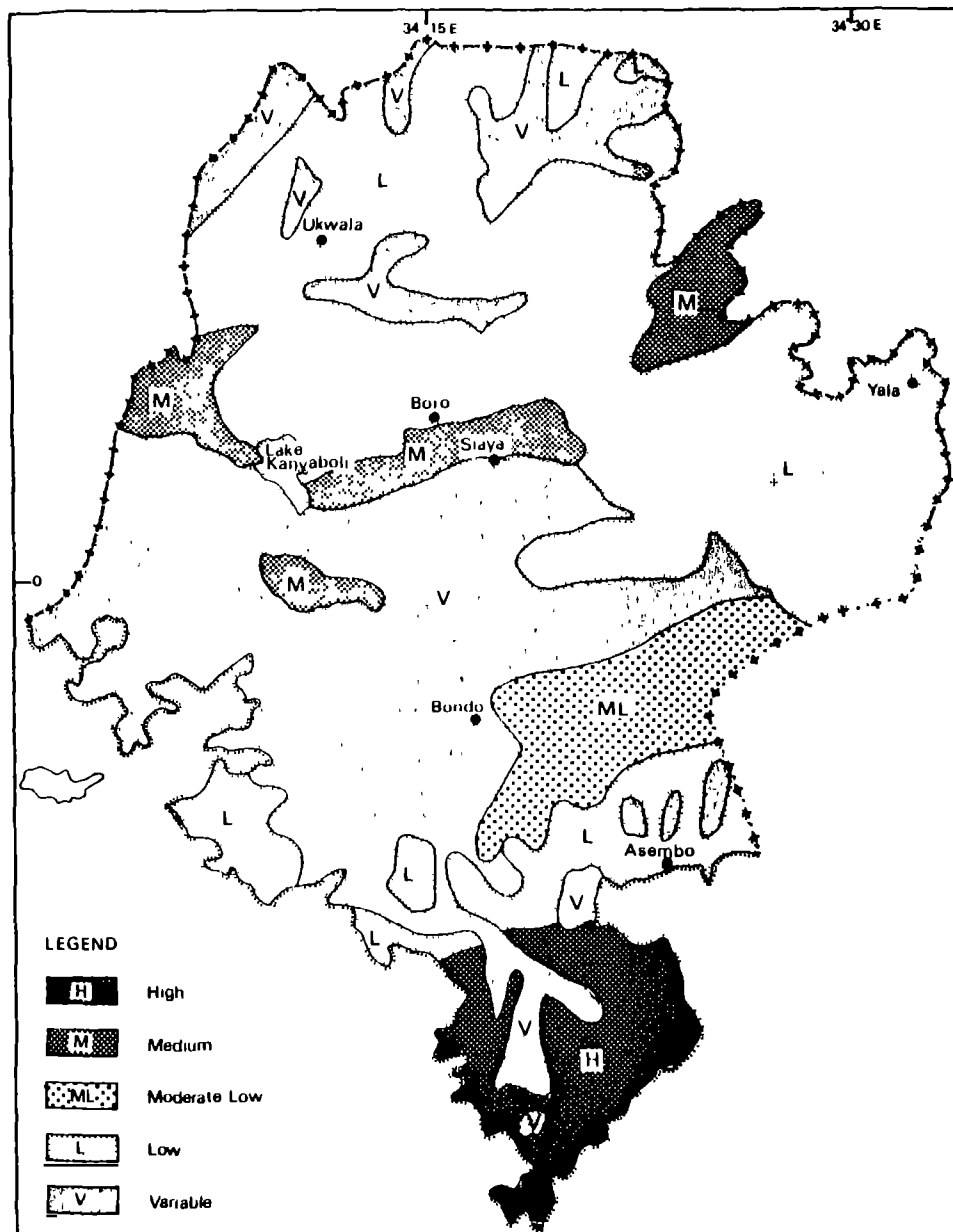 34 15 E
34 30 E
L
V
V
L
V
L
V
Ukwala
V
M
M
Yala
Boro
M
Siaya
Lake
Kanyaboli
L
0
M
V
ML
Bondo
L
L
Asembo
L
V
L
V
H
V
LEGEND
H High
M Medium
ML Moderate Low
L Low
V Variable